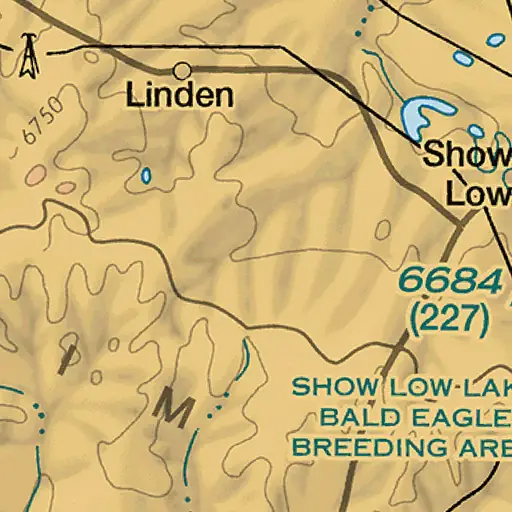 Linden
6750
Show
Low
6684
(227)
I
M
SHOW LOW-LAK
BALD EAGLE
BREEDING ARE